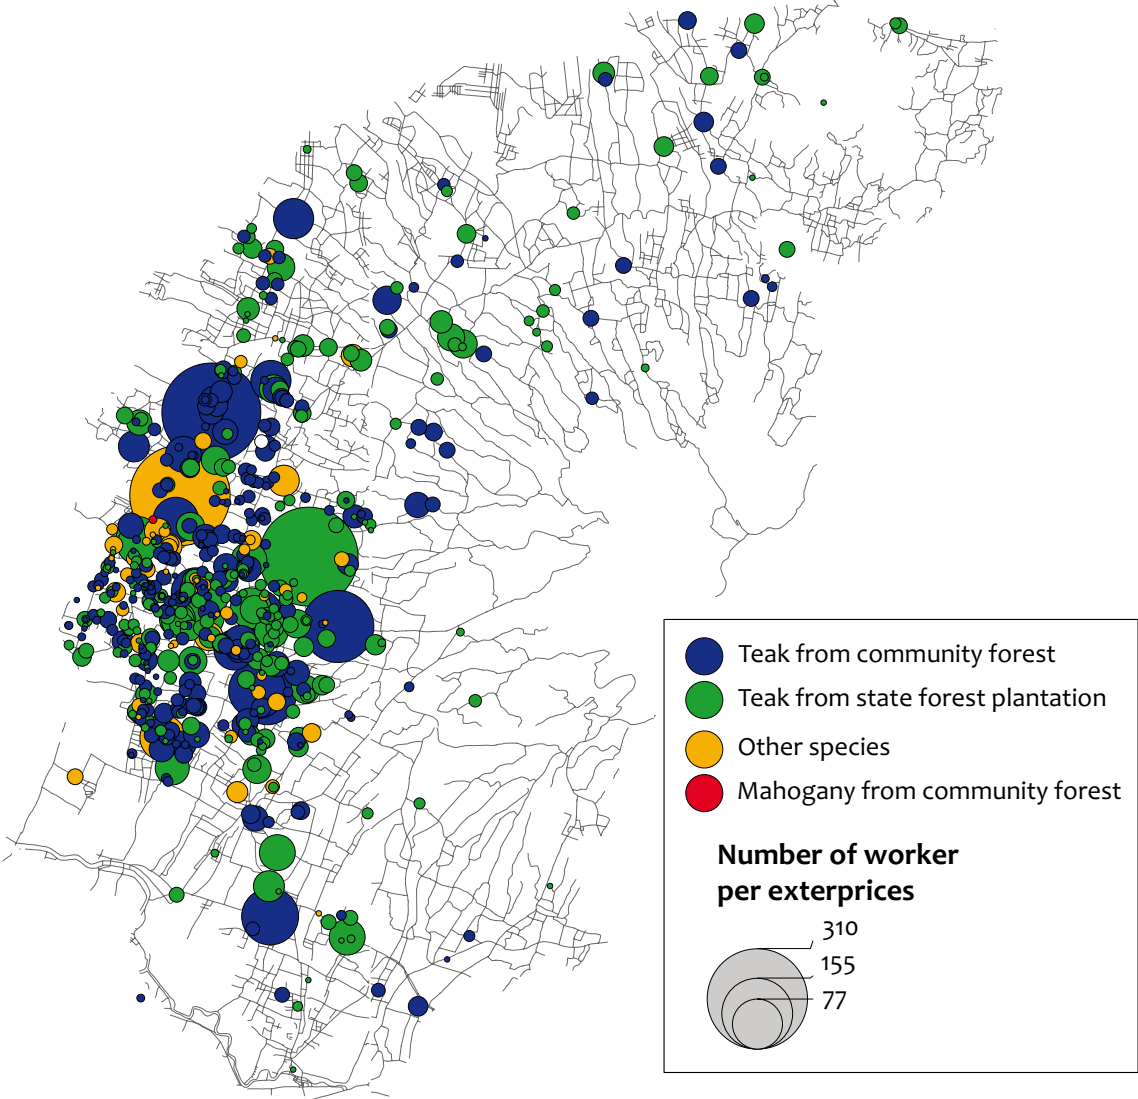 Teak from community forest
Teak from state forest plantation
Other species
Mahogany from community forest
Number of worker
per exterprices
310
155
77